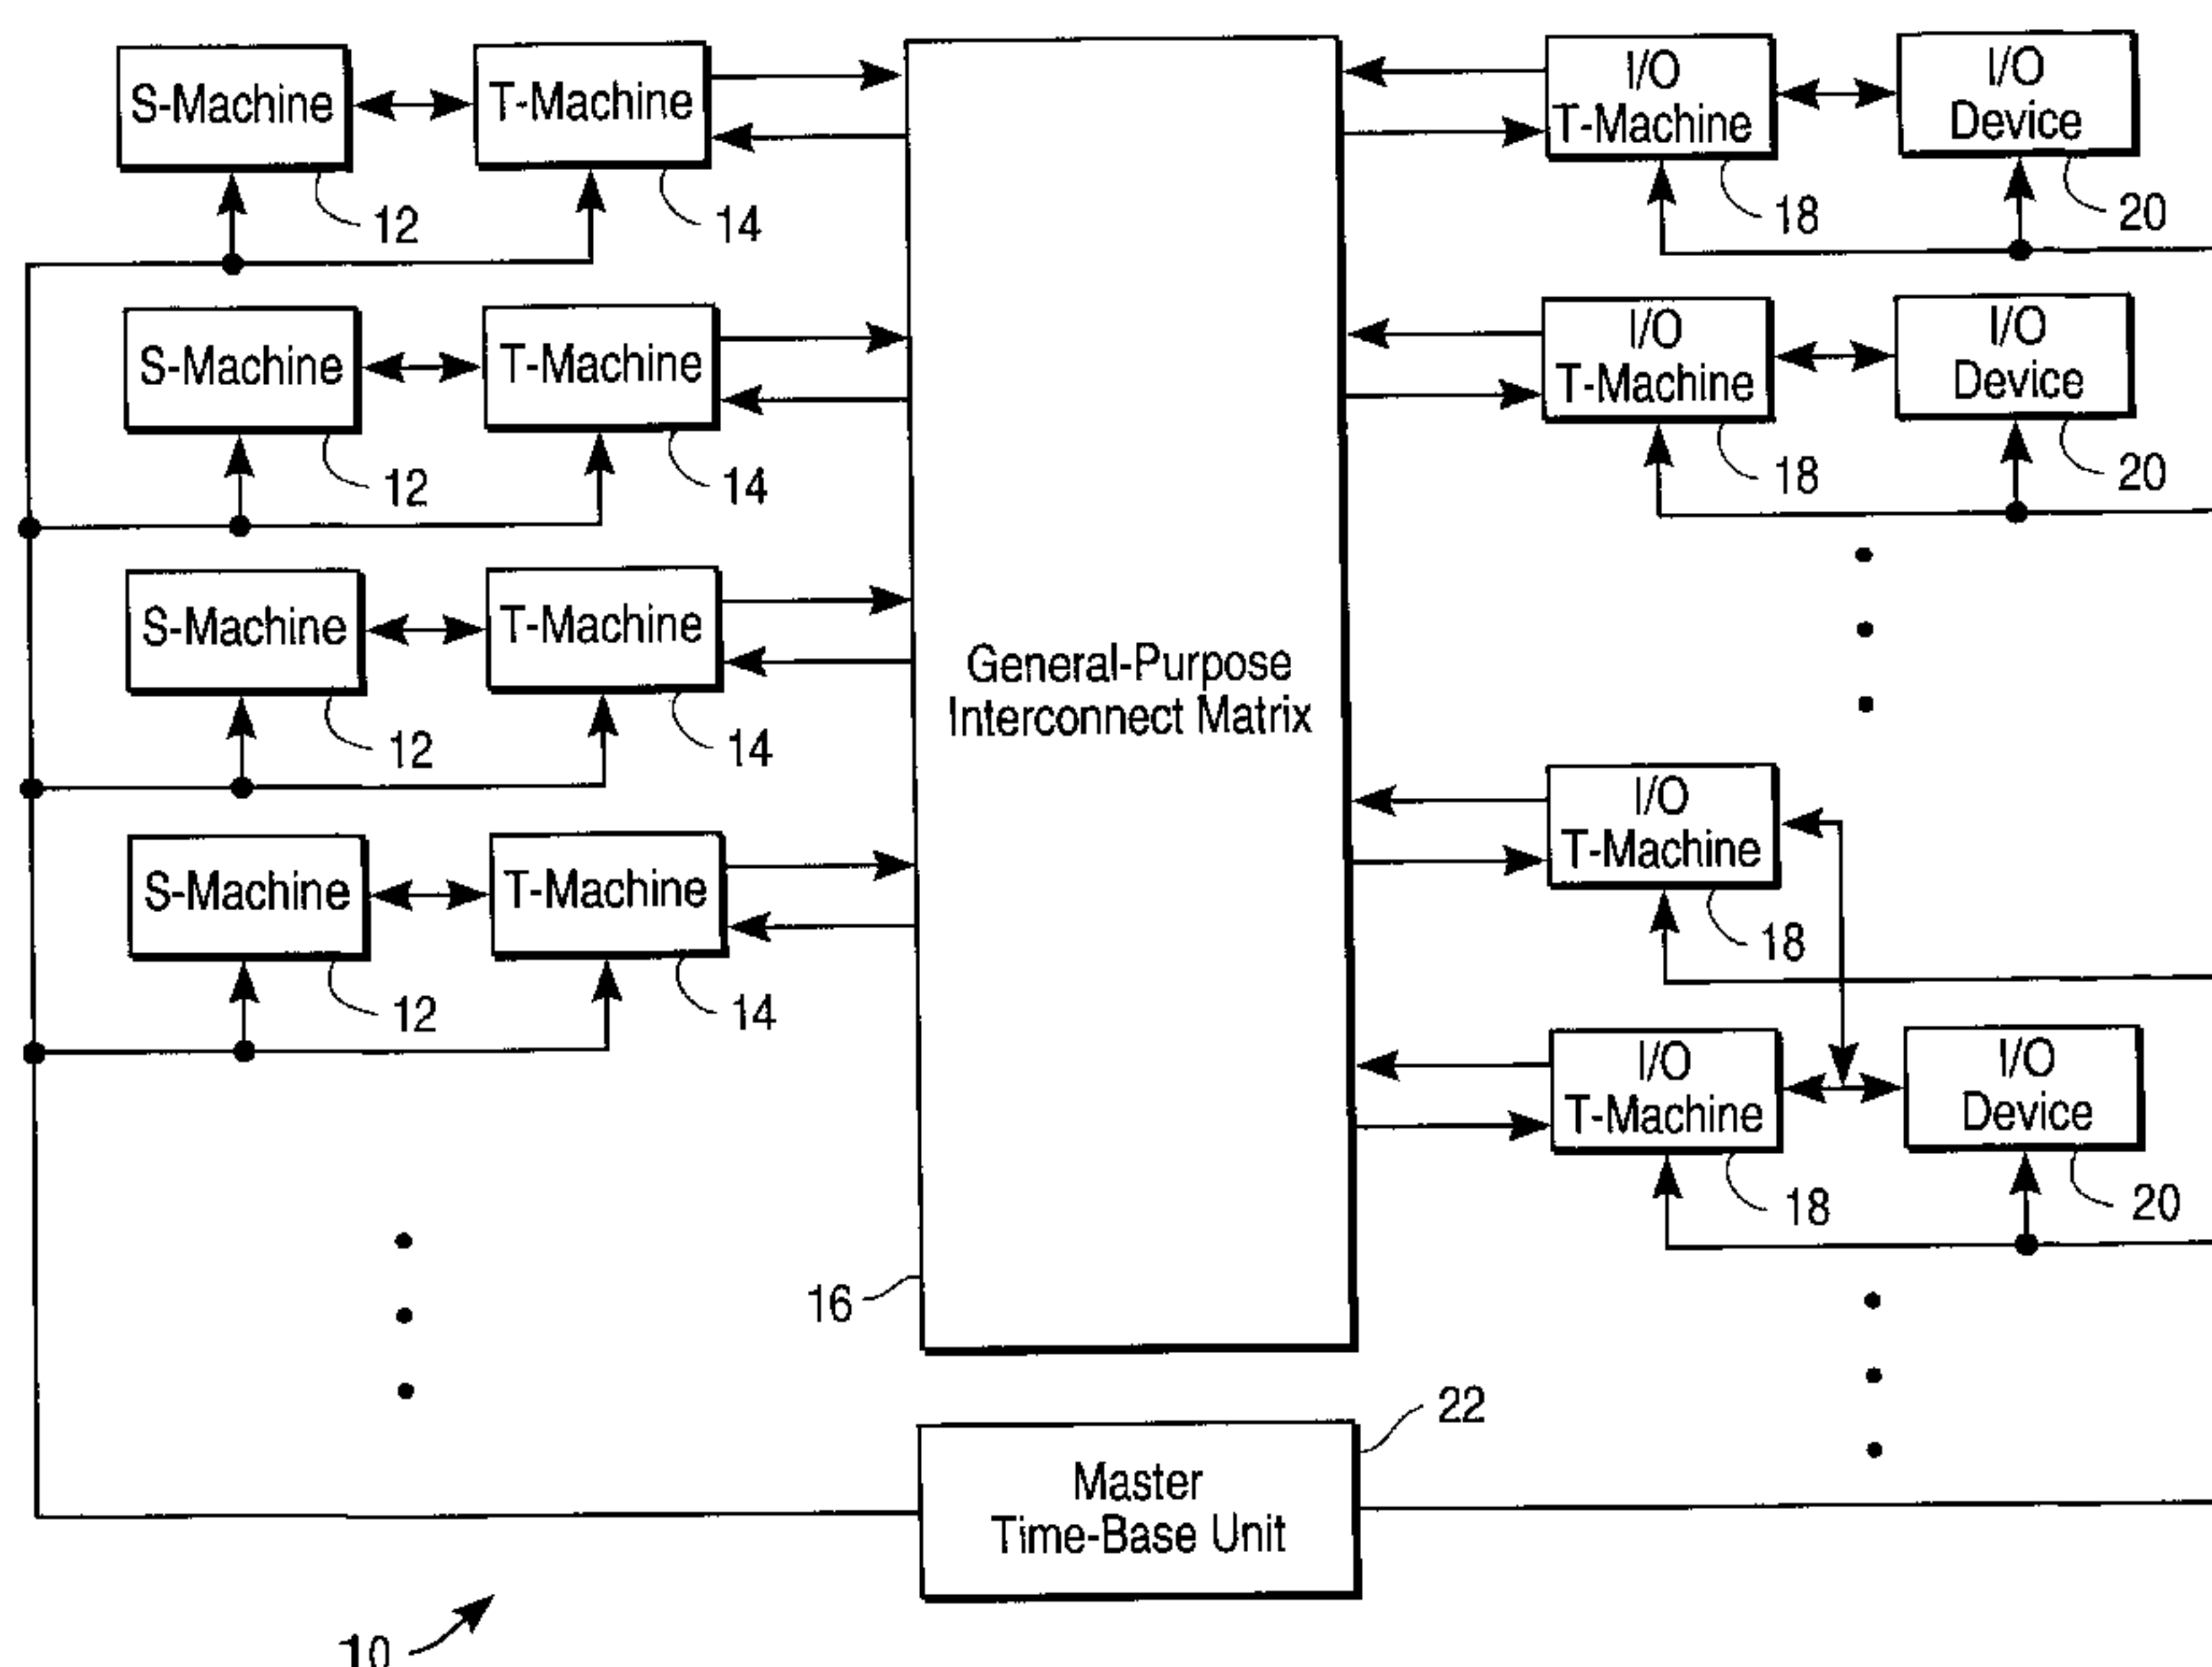 S-Machine
T-Machine
I/O
T-Machine
I/O
Device
12
14
18
20
S-Machine
T-Machine
I/O
T-Machine
I/O
Device
12
14
18
20
S-Machine
T-Machine
12
14
General-Purpose
Interconnect Matrix
S-Machine
T-Machine
I/O
T-Machine
12
14
18
I/O
T-Machine
I/O
Device
18
20
16
22
Master
Time-Base Unit
10